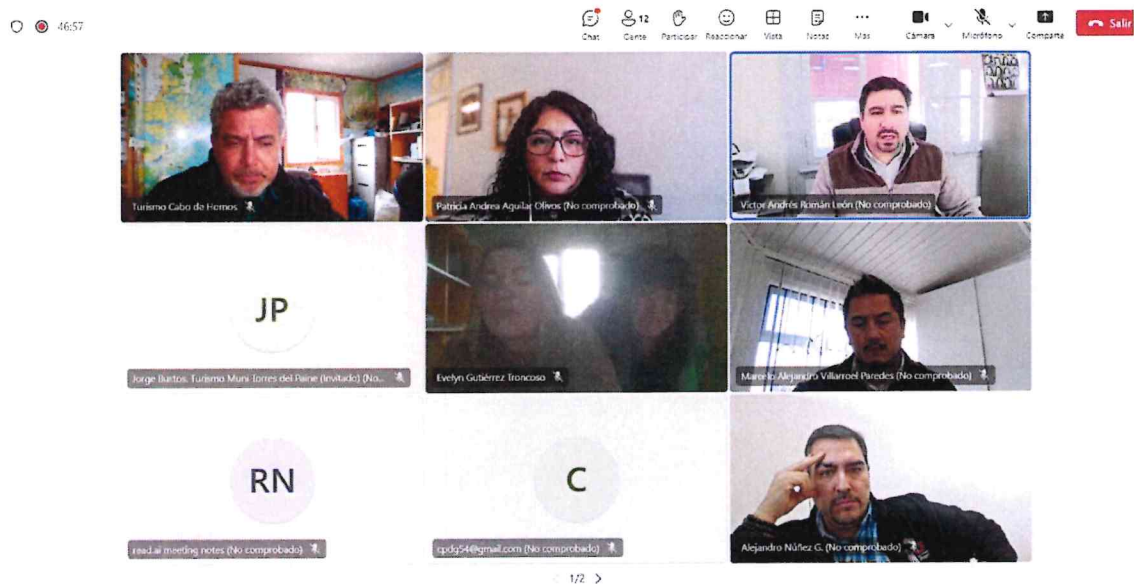 46:57
12
Chat
Gente
Participar
Reaccionar
Vista
Notas
Más
Cámara
Micrófono
Comparte
Salir
Turismo Cabo de Hornos
Patricia Andrea Aguilar Olivos (No comprobado)
Victor Andrés Román León (No comprobado)
JP
Jorge Bustos. Turismo Muni Torres del Paine (Invitado) (No...
Evelyn Gutiérrez Troncoso
Marcelo Alejandro Villarroel Paredes (No comprobado)
RN
read.ai meeting notes (No comprobado)
C
cpdg54@gmail.com (No comprobado)
Alejandro Núñez G. (No comprobado)
1/2